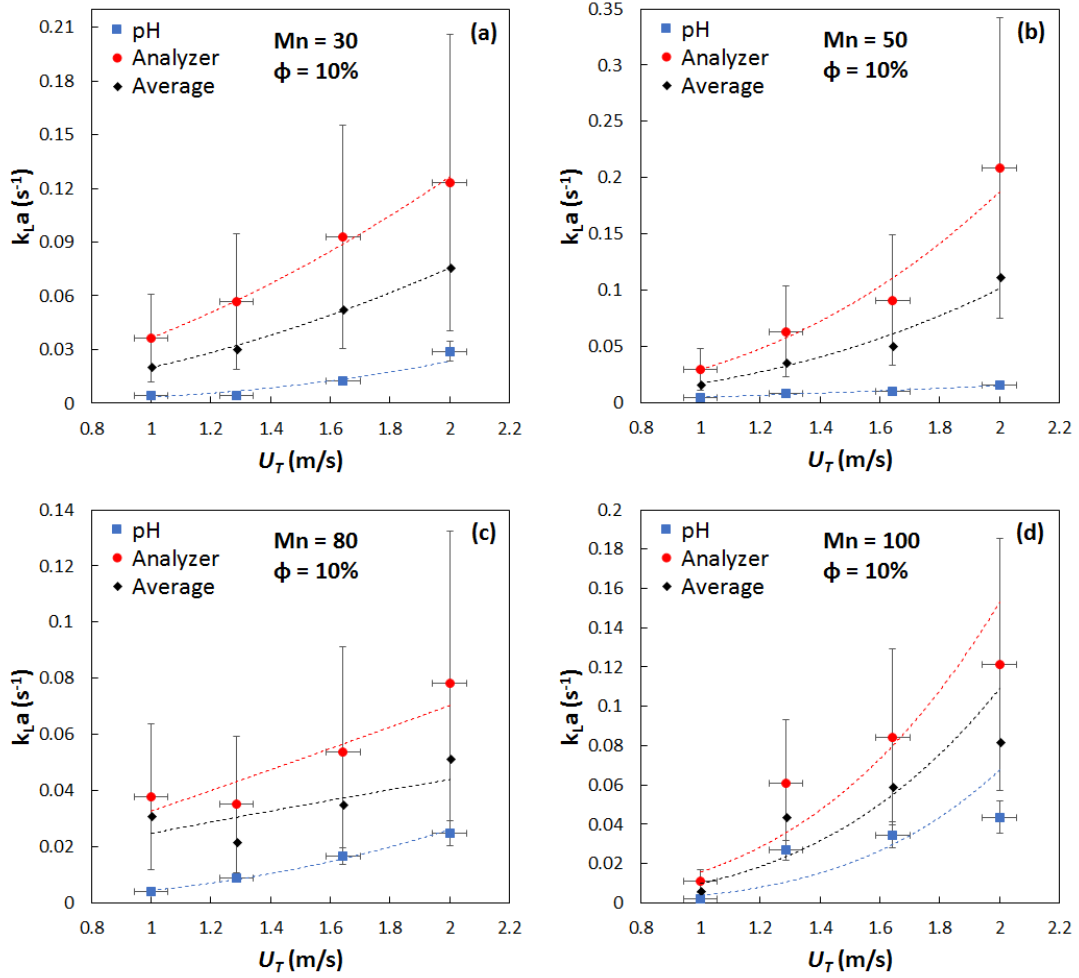 (a)
pH
Analyzer
Average
Mn = 30
ϕ = 10%
0.21
0.18
0.15
0.12
0.09
0.06
0.03
0
kLa (s-1)
0.8 1 1.2 1.4 1.6 1.8 2 2.2
UT (m/s)
(b)
pH
Analyzer
Average
Mn = 50
ϕ = 10%
0.35
0.3
0.25
0.2
0.15
0.1
0.05
0
kLa (s-1)
0.8 1 1.2 1.4 1.6 1.8 2 2.2
UT (m/s)
(c)
pH
Analyzer
Average
Mn = 80
ϕ = 10%
0.14
0.12
0.1
0.08
0.06
0.04
0.02
0
kLa (s-1)
0.8 1 1.2 1.4 1.6 1.8 2 2.2
UT (m/s)
(d)
pH
Analyzer
Average
Mn = 100
ϕ = 10%
0.2
0.18
0.16
0.14
0.12
0.1
0.08
0.06
0.04
0.02
0
kLa (s-1)
0.8 1 1.2 1.4 1.6 1.8 2 2.2
UT (m/s)